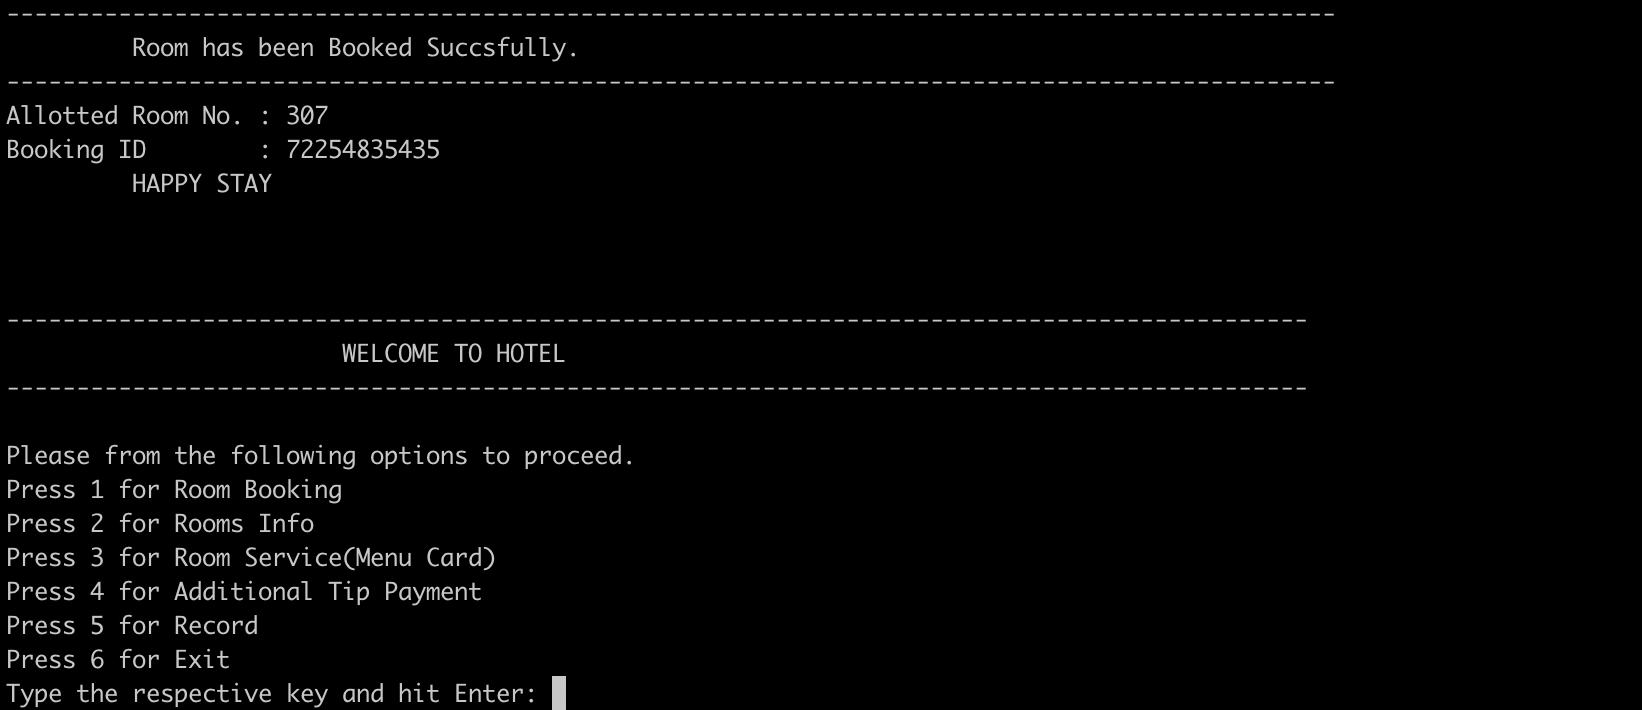 -----------------------------------------------------------------------------------------------
Room has been Booked Succsfully.
-----------------------------------------------------------------------------------------------
Allotted Room No. : 307
Booking ID        : 72254835435
HAPPY STAY
---------------------------------------------------------------------------------------------
WELCOME TO HOTEL
---------------------------------------------------------------------------------------------
Please from the following options to proceed.
Press 1 for Room Booking
Press 2 for Rooms Info
Press 3 for Room Service(Menu Card)
Press 4 for Additional Tip Payment
Press 5 for Record
Press 6 for Exit
Type the respective key and hit Enter: